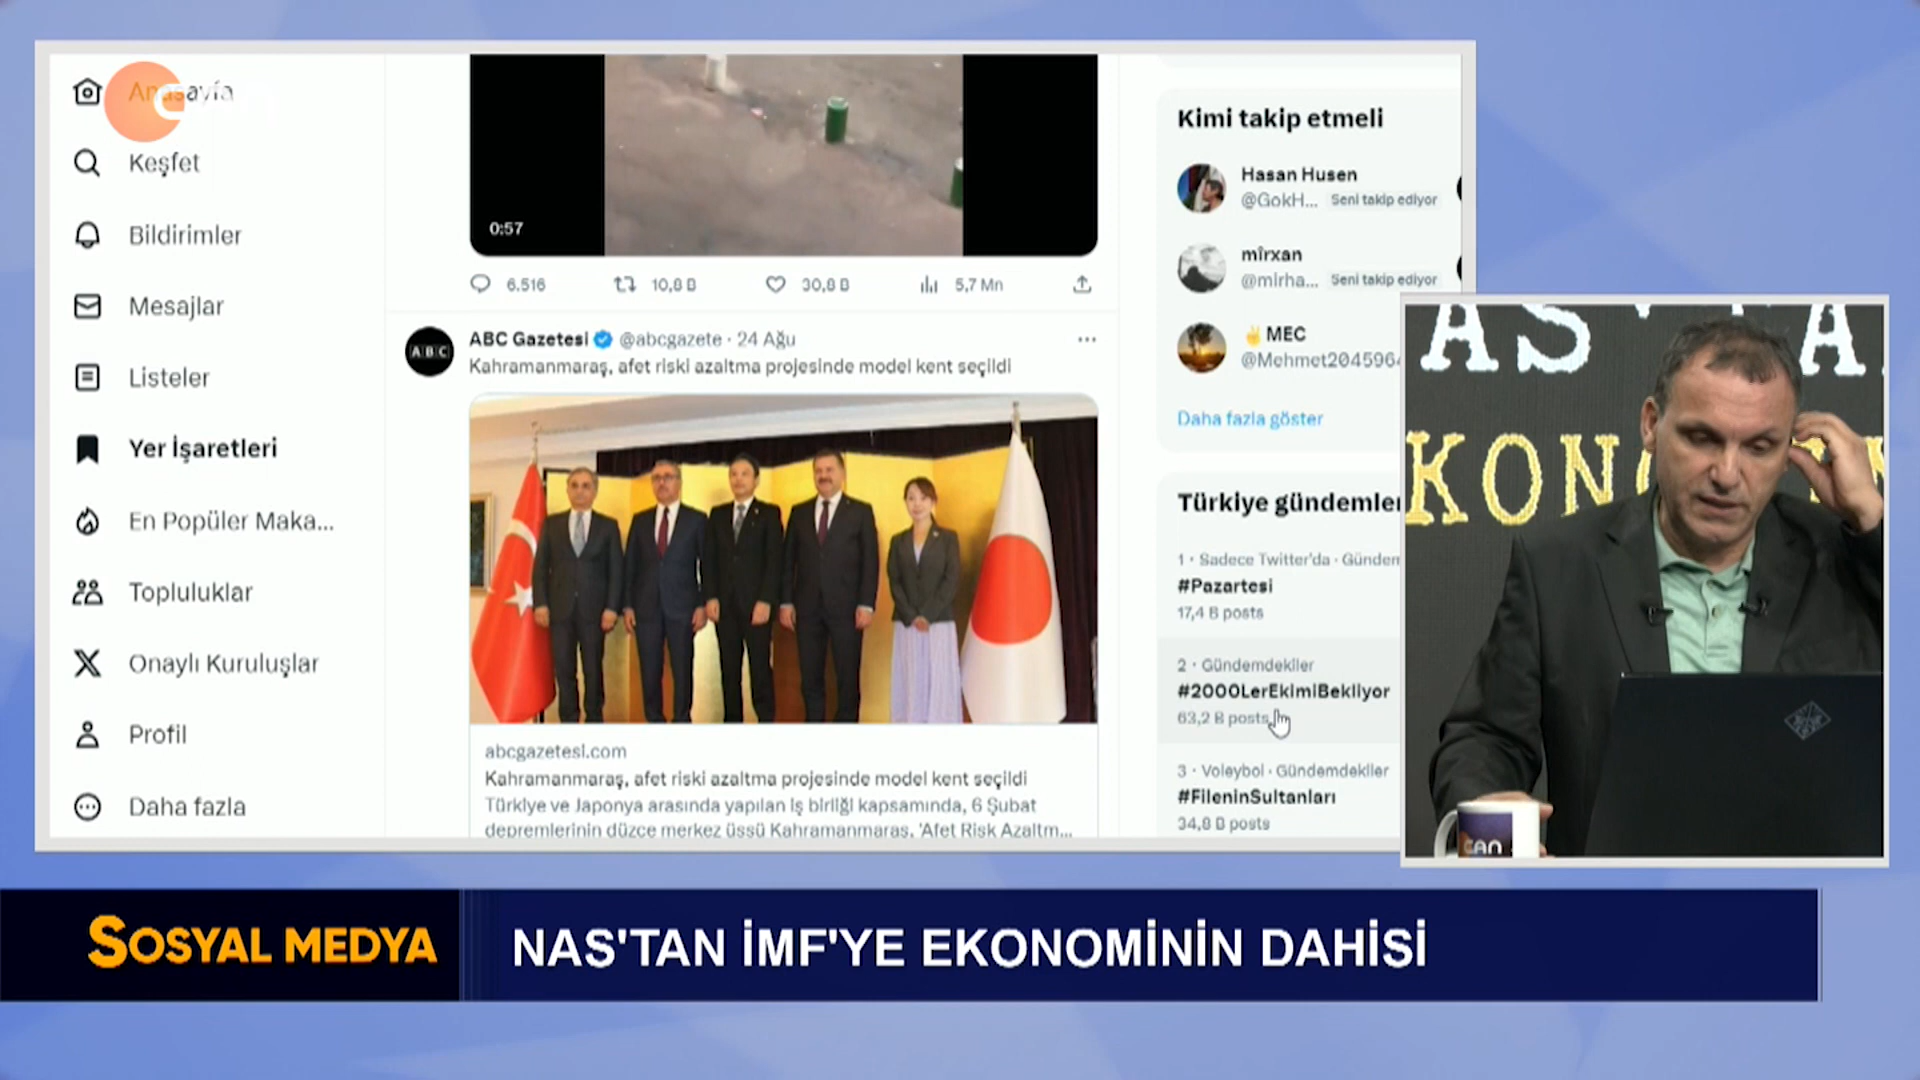 Anasayfa
Keşfet
Bildirimler
Mesajlar
Listeler
Yer İşaretleri
En Popüler Maka...
Topluluklar
Onaylı Kuruluşlar
Profil
Daha fazla
0:57
6.516 10,8 B 30,8 B 5,7 Mn
ABC
ABC Gazetesi @abcgazete · 24 Ağu
Kahramanmaraş, afet riski azaltma projesinde model kent seçildi
abcgazetesi.com
Kahramanmaraş, afet riski azaltma projesinde model kent seçildi
Türkiye ve Japonya arasında yapılan iş birliği kapsamında, 6 Şubat
depremlerinin düzce merkez üssü Kahramanmaraş, 'Afet Risk Azaltm...
Kimi takip etmeli
Hasan Husen
@GokH... Seni takip ediyor
mîrxan
@mirha... Seni takip ediyor
MEC
@Mehmet2045964
Daha fazla göster
Türkiye gündemler
1 · Sadece Twitter'da · Gündem
#Pazartesi
17,4 B posts
2 · Gündemdekiler
#2000LerEkimiBekliyor
63,2 B posts
3 · Voleybol · Gündemdekiler
#FileninSultanları
34,8 B posts
CAN
SOSYAL MEDYA
NAS'TAN İMF'YE EKONOMİNİN DAHİSİ